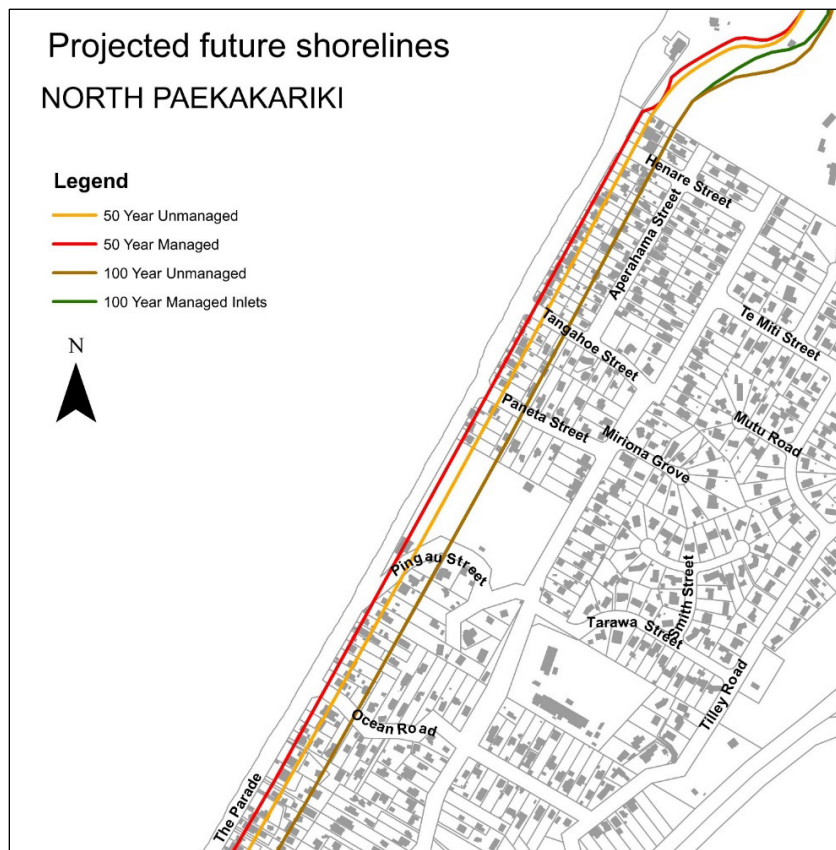 Projected future shorelines
NORTH PAEKAKARIKI
Legend
50 Year Unmanaged
50 Year Managed
100 Year Unmanaged
100 Year Managed Inlets
N
Henare Street
Aperahama Street
Te Miti Street
Tangahoe Street
Paneta Street
Miriona Grove
Mutu Road
Pingau Street
Smith Street
Tarawa Street
Tilley Road
Ocean Road
The Parade